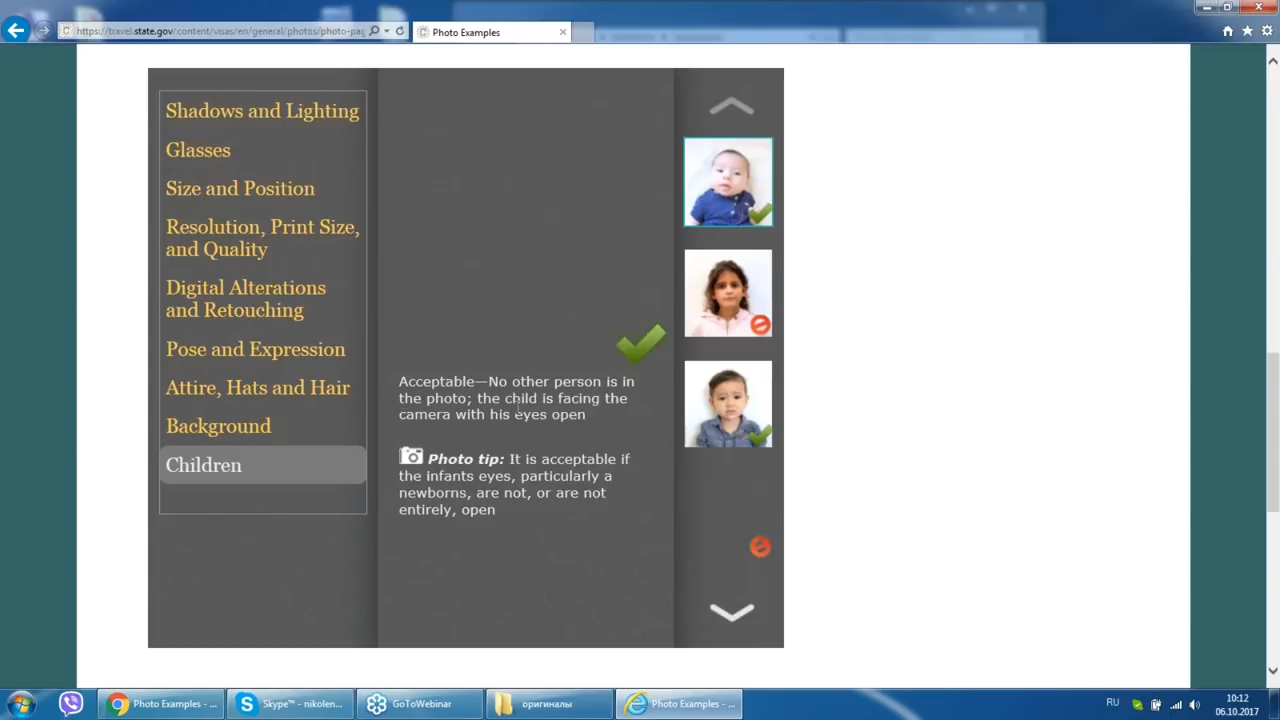 https://travel.state.gov/content/visas/en/general/photos/photo-pag
Photo Examples
Shadows and Lighting
Glasses
Size and Position
Resolution, Print Size,
and Quality
Digital Alterations
and Retouching
Pose and Expression
Attire, Hats and Hair
Background
Children
Acceptable—No other person is in
the photo; the child is facing the
camera with his eyes open
Photo tip: It is acceptable if
the infants eyes, particularly a
newborns, are not, or are not
entirely, open
Photo Examples - ...
Skype™ - nikolen...
GoToWebinar
оригиналы
Photo Examples - ...
RU
10:12
06.10.2017